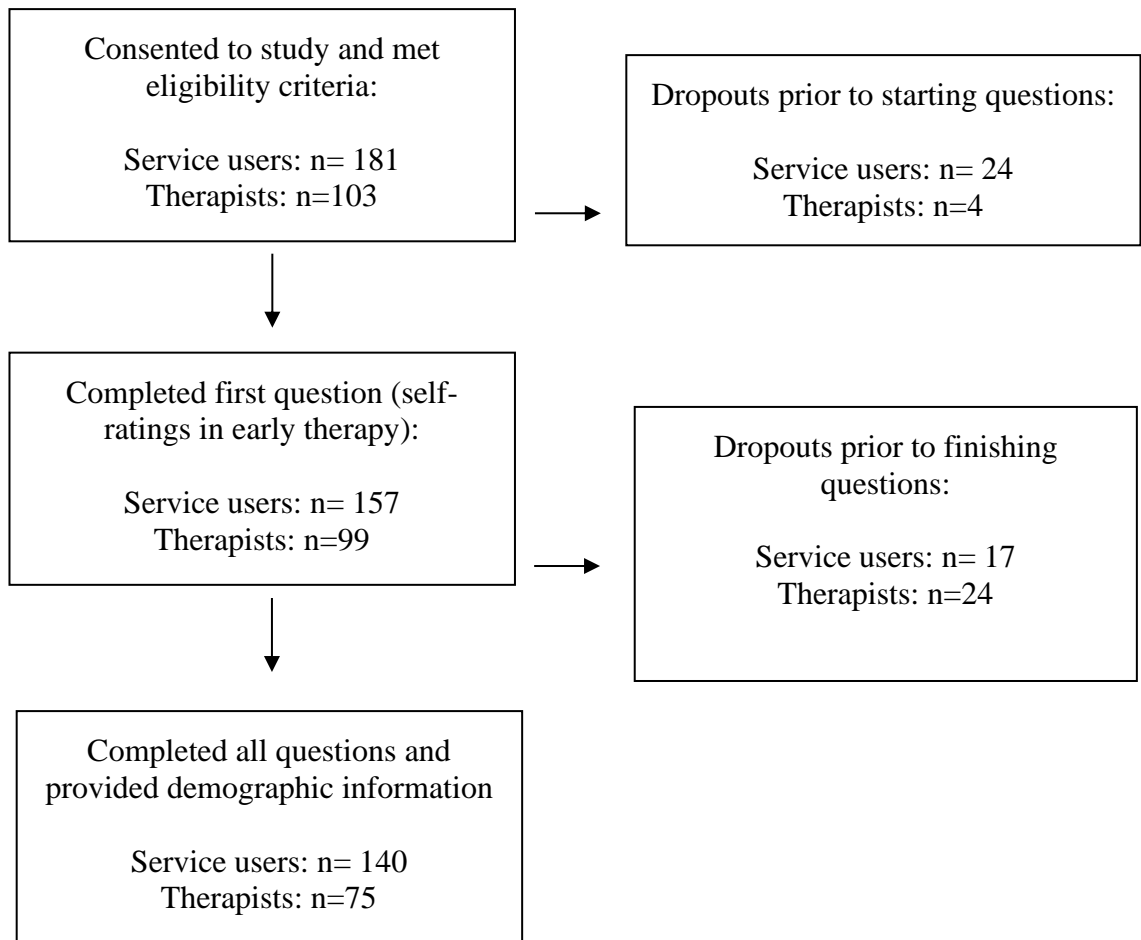 Consented to study and met
eligibility criteria:
Service users: n= 181
Therapists: n=103
Dropouts prior to starting questions:
Service users: n= 24
Therapists: n=4
Completed first question (self-
ratings in early therapy):
Service users: n= 157
Therapists: n=99
Dropouts prior to finishing
questions:
Service users: n= 17
Therapists: n=24
Completed all questions and
provided demographic information
Service users: n= 140
Therapists: n=75